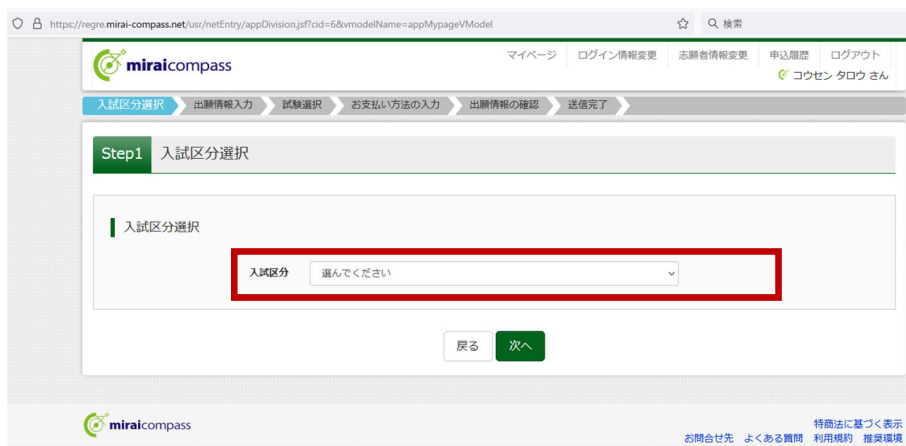 https://regre.mirai-compass.net/usr/netEntry/appDivision.jsf?cid=6&vmodelName=appMypageVModel 検索
miraicompass
マイページ ログイン情報変更 志願者情報変更 申込履歴 ログアウト
コウセン タロウ さん
入試区分選択 出願情報入力 試験選択 お支払い方法の入力 出願情報の確認 送信完了
Step1 入試区分選択
入試区分選択
入試区分 選んでください
戻る 次へ
miraicompass
特商法に基づく表示
お問合せ先 よくある質問 利用規約 推奨環境